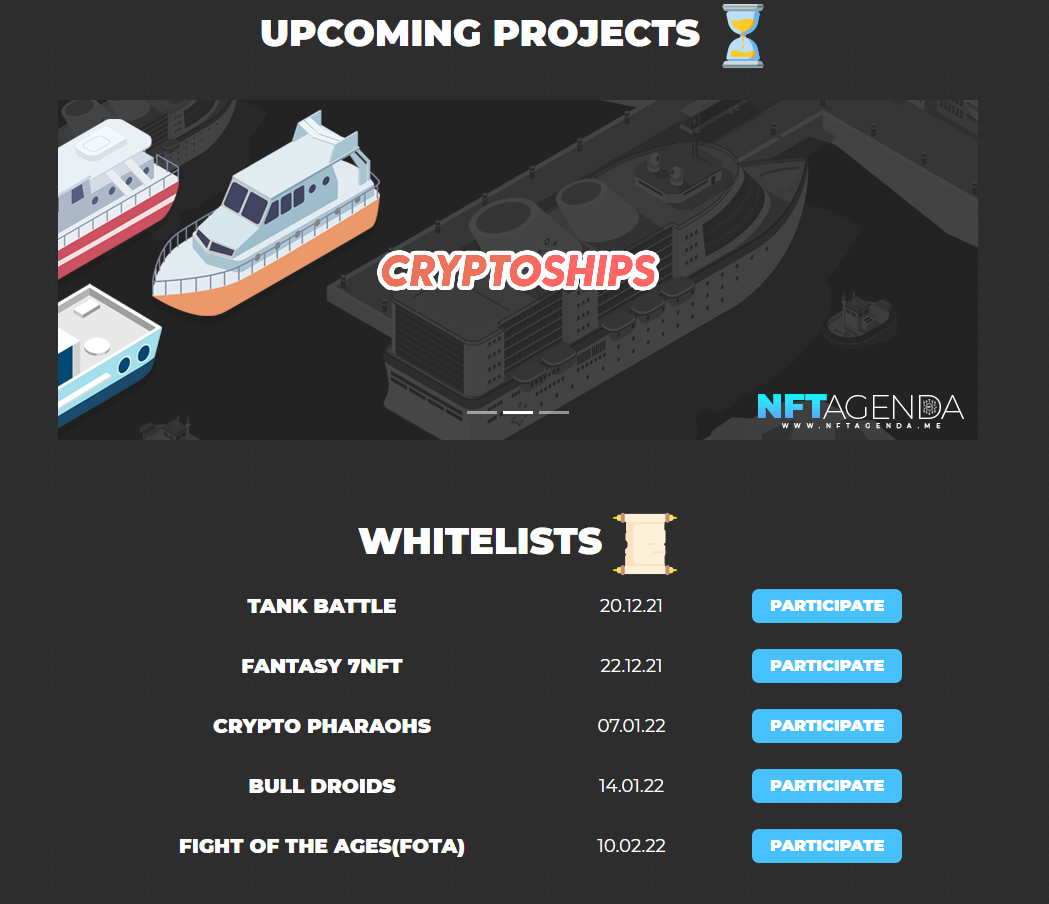 UPCOMING PROJECTS
CRYPTOSHIPS
NFTAGENDA
WWW.NFTAGENDA.ME
WHITELISTS
TANK BATTLE 20.12.21 PARTICIPATE
FANTASY 7NFT 22.12.21 PARTICIPATE
CRYPTO PHARAOHS 07.01.22 PARTICIPATE
BULL DROIDS 14.01.22 PARTICIPATE
FIGHT OF THE AGES(FOTA) 10.02.22 PARTICIPATE